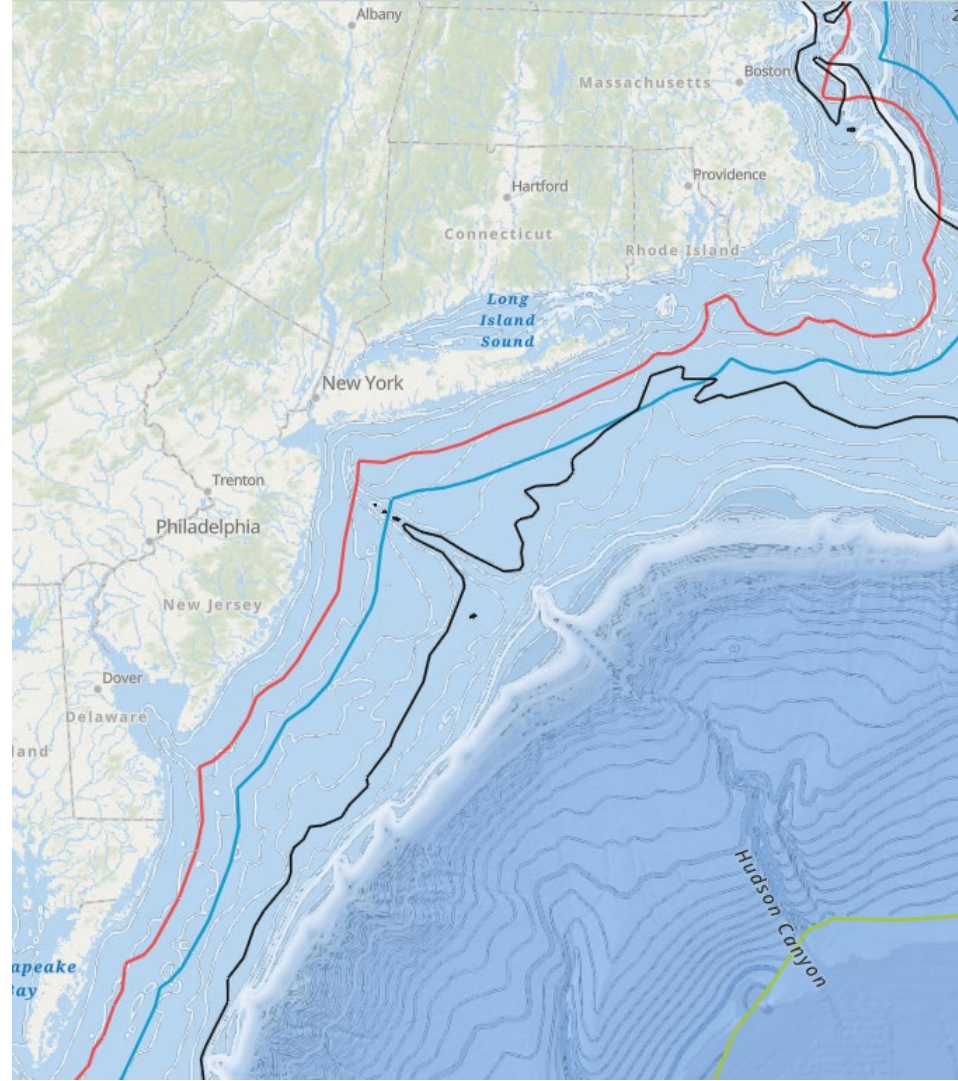 Albany
Massachusetts
Boston
Hartford
Providence
Connecticut
Rhode Island
Long
Island
Sound
New York
Trenton
Philadelphia
New Jersey
Dover
Delaware
land
Hudson Canyon
apeake
ay